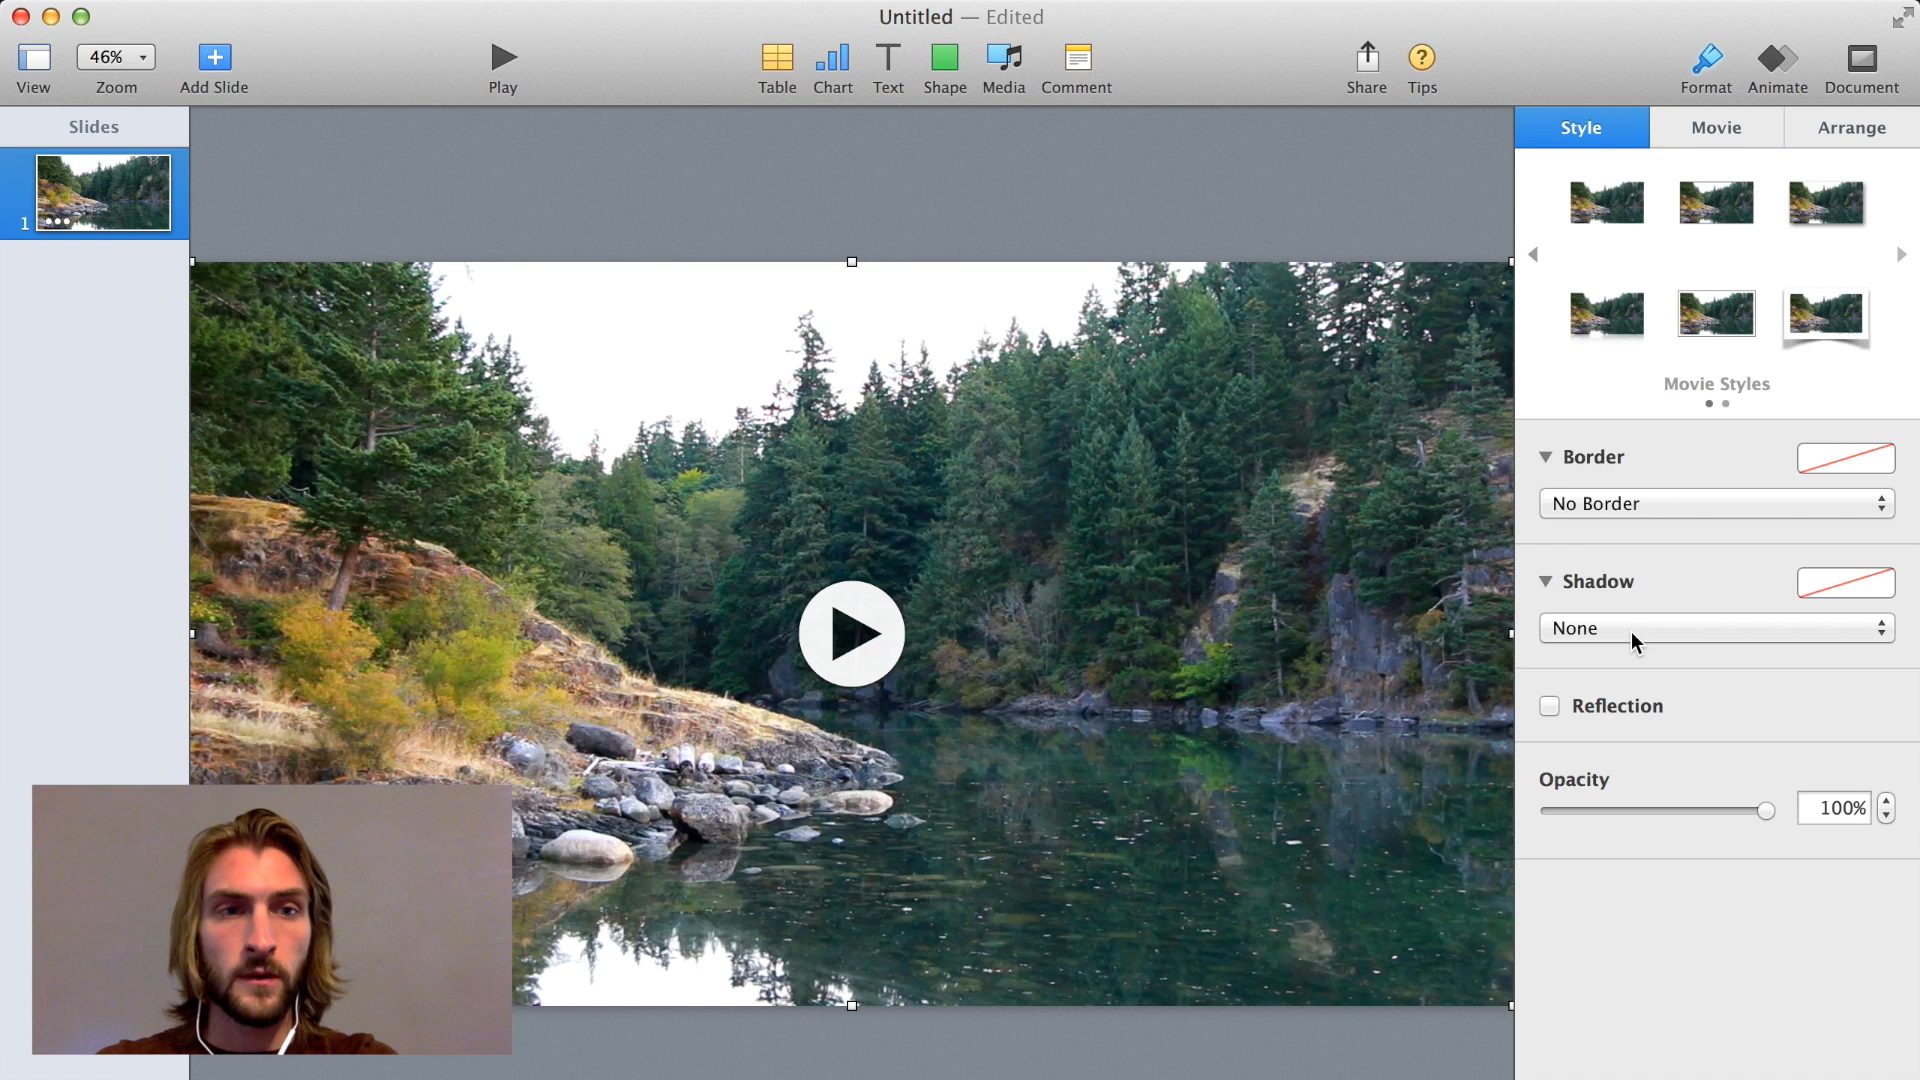 Untitled — Edited
46%
View
Zoom
Add Slide
Play
Table
Chart
Text
Shape
Media
Comment
Share
?
Tips
Format
Animate
Document
Slides
1
Style
Movie
Arrange
Movie Styles
Border
No Border
Shadow
None
Reflection
Opacity
100%